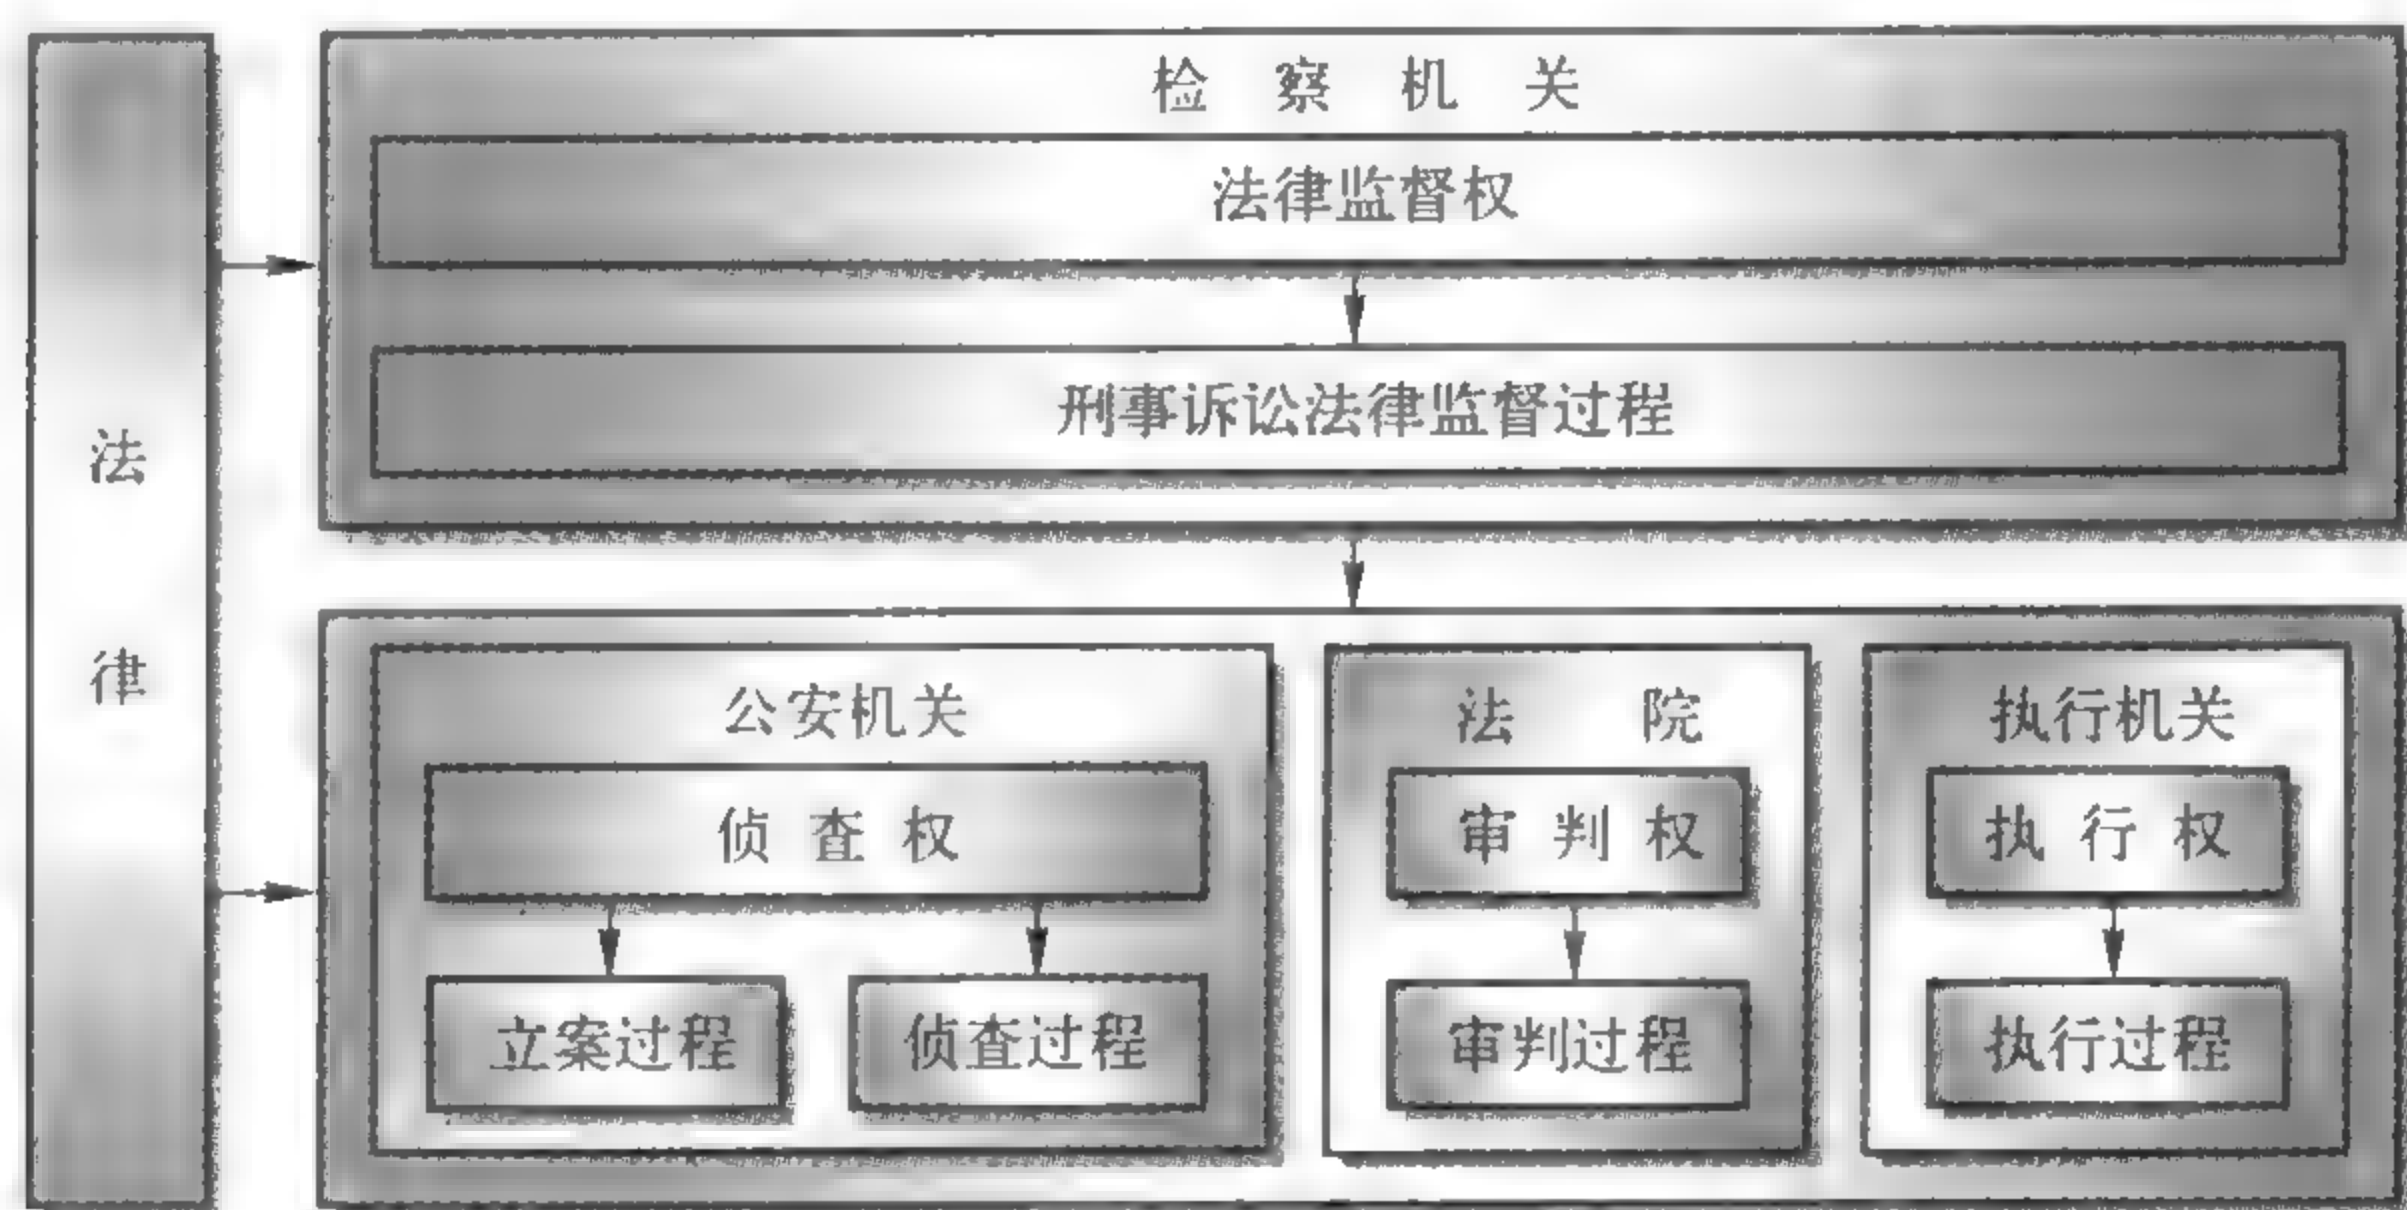 检察机关
法律监督权
刑事诉讼法律监督过程
法律
公安机关
侦查权
立案过程 侦查过程
法院
审判权
审判过程
执行机关
执行权
执行过程